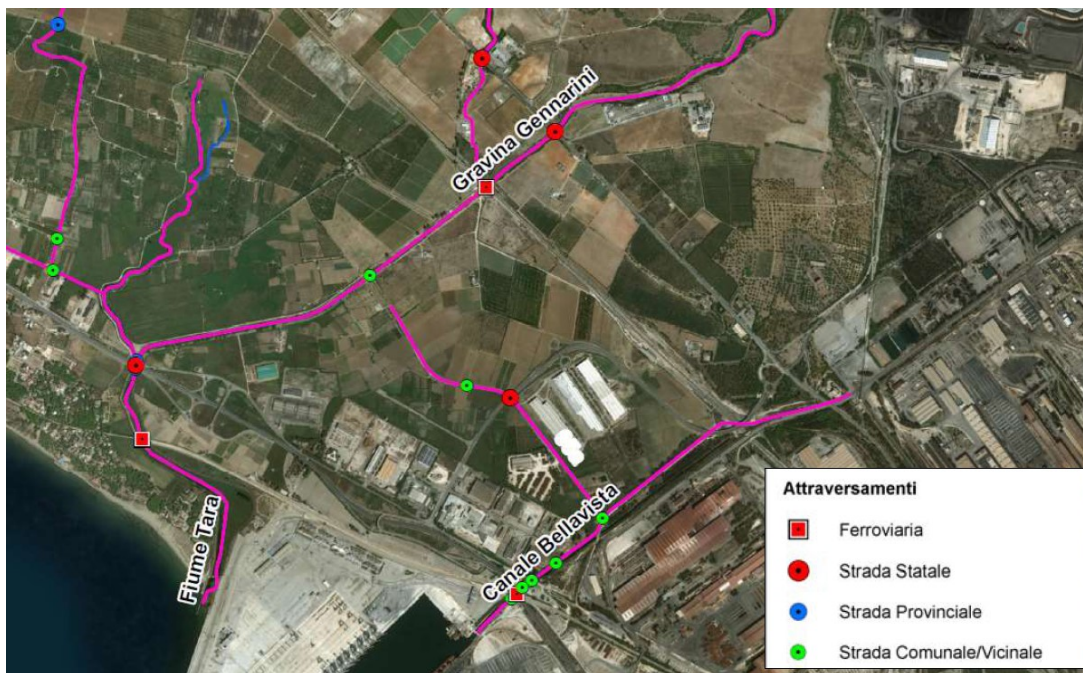 Gravina Gennarini
Fiume Tara
Canale Bellavista
Attraversamenti
Ferroviaria
Strada Statale
Strada Provinciale
Strada Comunale/Vicinale